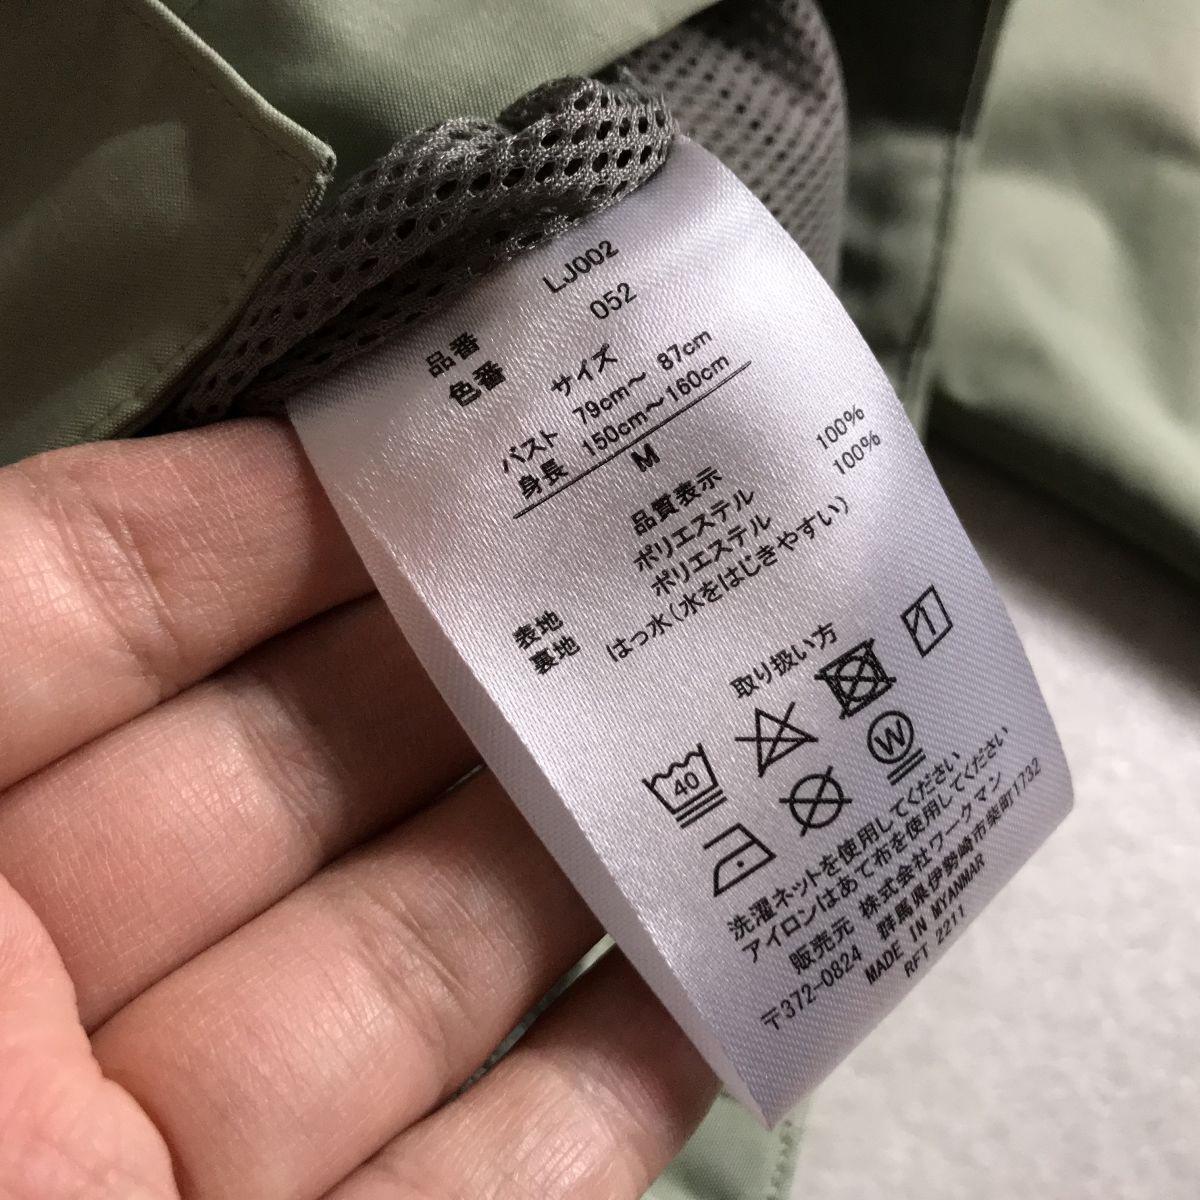 品番 LJ002
色番 052
サイズ
バスト 79cm～ 87cm
身長 150cm～160cm
M
品質表示
表地 ポリエステル 100%
裏地 ポリエステル 100%
はっ水(水をはじきやすい)
取り扱い方
40
W
洗濯ネットを使用してください
アイロンはあて布を使用してください
販売元 株式会社ワークマン
〒372-0824 群馬県伊勢崎市柴町1732
MADE IN MYANMAR
RFT 2211